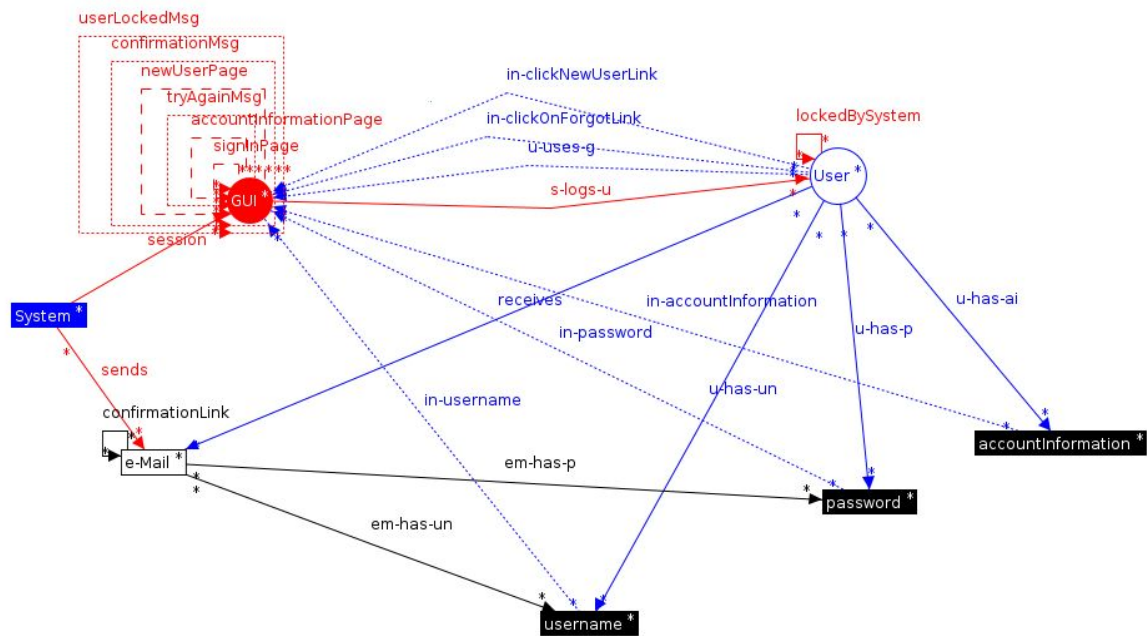 userLockedMsg
confirmationMsg
newUserPage
tryAgainMsg
accountInformationPage
signInPage
GUI *
session
System *
sends
confirmationLink
e-Mail *
in-clickNewUserLink
in-clickOnForgotLink
u-uses-g
s-logs-u
lockedBySystem
User *
receives
in-accountInformation
in-password
in-username
u-has-ai
u-has-p
u-has-un
accountInformation *
em-has-p
password *
em-has-un
username *